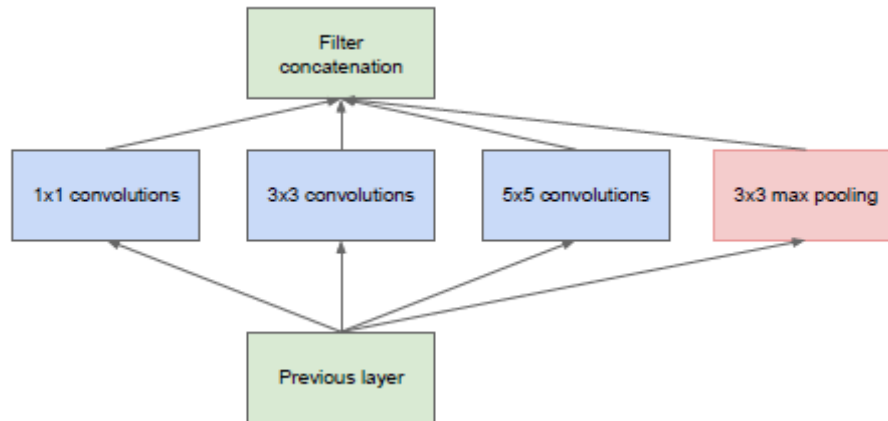 Filter
concatenation
1x1 convolutions
3x3 convolutions
5x5 convolutions
3x3 max pooling
Previous layer